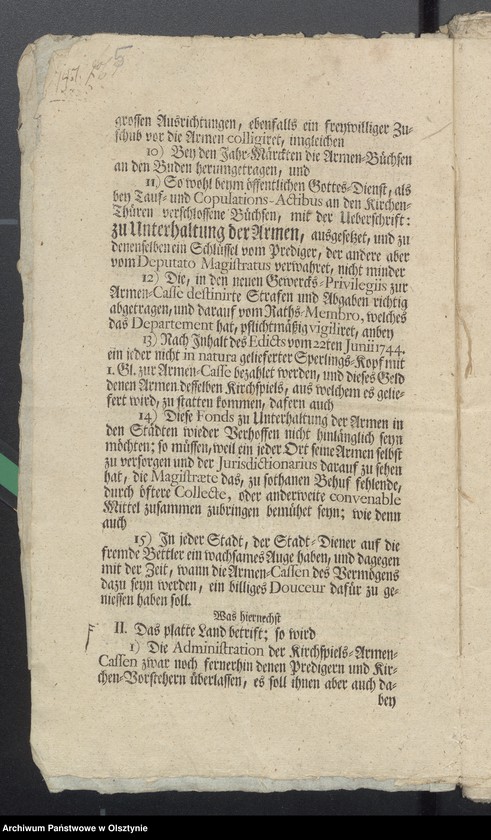 grossen Ausrichtungen, ebenfalls ein freywilliger Zu-
schub vor die Armen colligiret, imgleichen
10) Bey den Jahr-Märckten die Armen-Büchsen
an den Buden herumgetragen, und
11.) So wohl beym öffentlichen Gottes-Dienst, als
bey Tauf- und Copulations-Actibus an den Kirchen-
Thüren verschlossene Büchsen, mit der Ueberschrift:
zu Unterhaltung der Armen, ausgesetzet, und zu
denenselben ein Schlüssel vom Prediger, der andere aber
vom Deputato Magistratus verwahret, nicht minder
12) Die, in den neuen Gewercks-Privilegiis zur
Armen-Casse destinirte Strafen und Abgaben richtig
abgetragen, und darauf vom Raths-Membro, welches
das Departement hat, pflichtmäßig vigiliret, anbey
13) Nach Inhalt des Edicts vom 22ten Junii 1744.
ein jeder nicht in natura gelieferter Sperlings-Kopf mit
1. Gl. zur Armen-Casse bezahlet werden, und dieses Geld
denen Armen desselben Kirchspiels, aus welchem es gelie-
fert wird, zu statten kommen, dafern auch
14) Diese Fonds zu Unterhaltung der Armen in
den Städten wieder Verhoffen nicht hinlänglich seyn
möchten; so müssen, weil ein jeder Ort seine Armen selbst
zu versorgen und der Jurisdictionarius darauf zu sehen
hat, die Magistræte das, zu sothanen Behuf fehlende,
durch öftere Collecte, oder anderweite convenable
Mittel zusammen zubringen bemühet seyn; wie denn
auch
15) In jeder Stadt, der Stadt-Diener auf die
fremde Bettler ein wachsames Auge haben, und dagegen
mit der Zeit, wann die Armen-Cassen des Vermögens
dazu seyn werden, ein billiges Douceur dafür zu ge-
niessen haben soll.
Was hiernechst
II. Das platte Land betrift; so wird
1) Die Administration der Kirchspiels-Armen-
Cassen zwar noch fernerhin denen Predigern und Kir-
chen-Vorstehern überlassen, es soll ihnen aber auch da-
bey
Archiwum Państwowe w Olsztynie